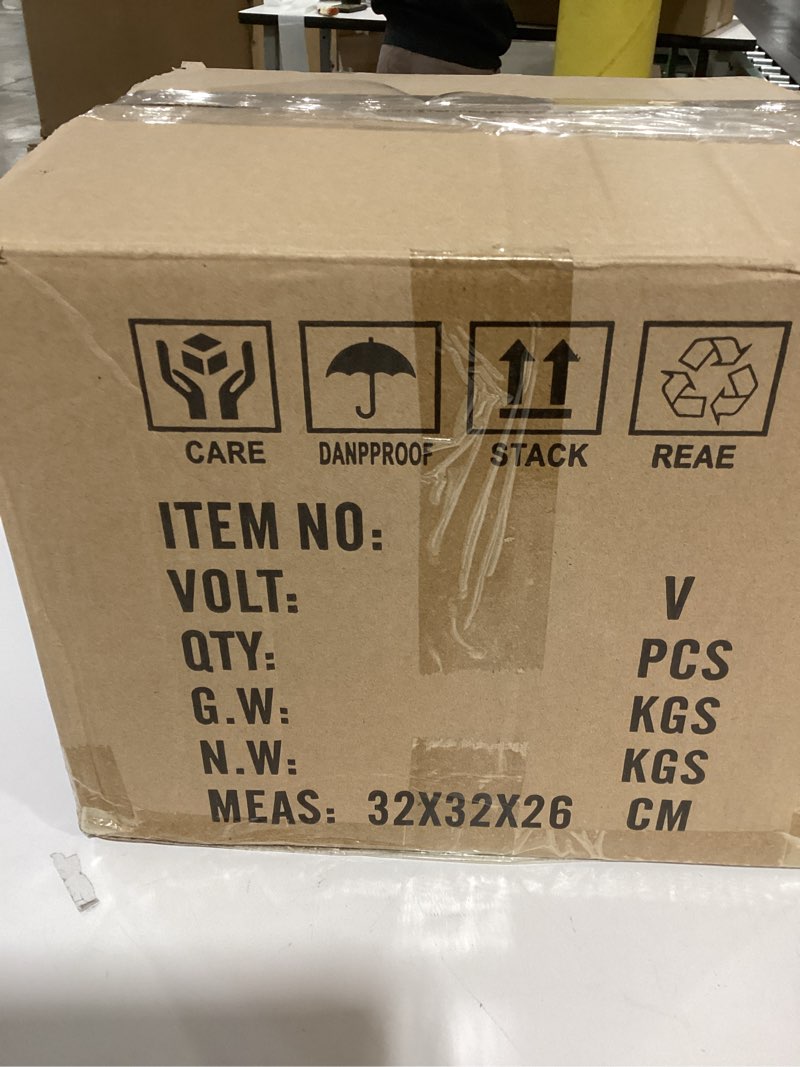 CARE DANPPROOF STACK REAE
ITEM NO:
VOLT: V
QTY: PCS
G.W: KGS
N.W: KGS
MEAS: 32X32X26 CM